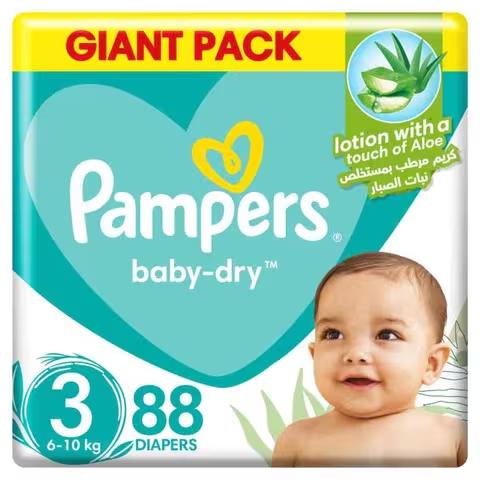 GIANT PACK
lotion with a
touch of Aloe
كريم مرطب بمستخلص
نبات الصبار
Pampers®
baby-dry™
3
6-10 kg
88
DIAPERS